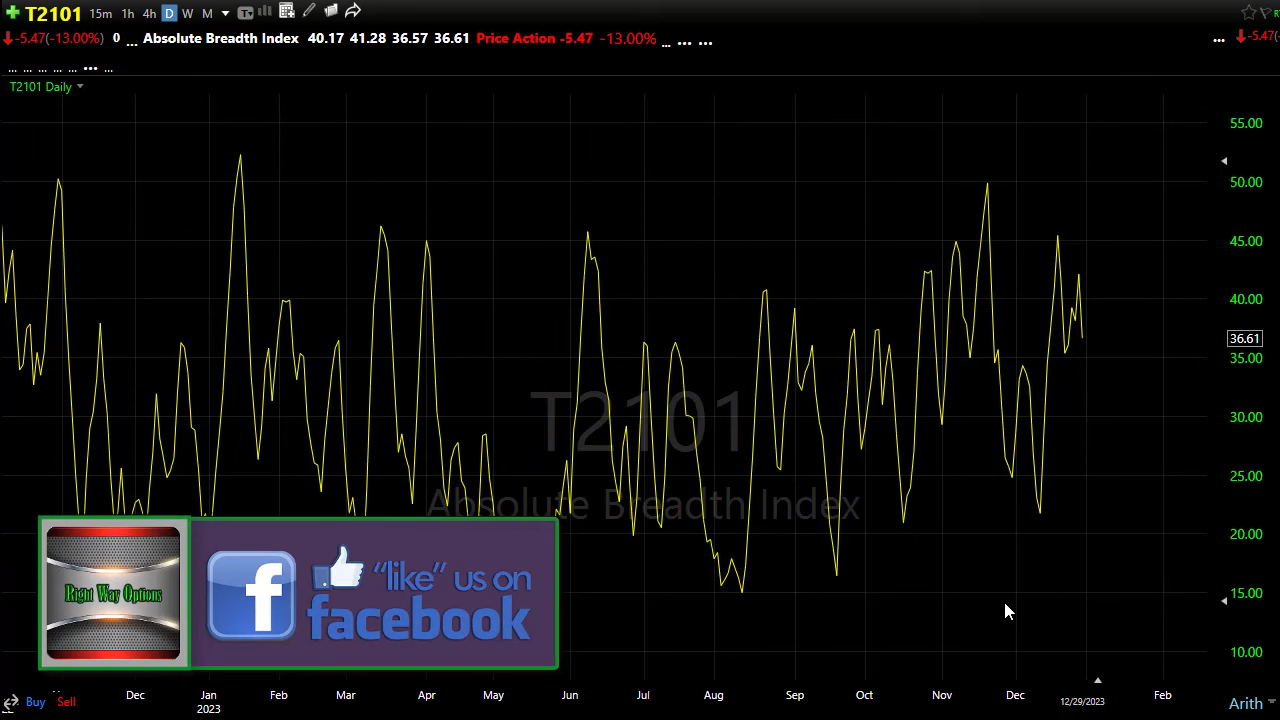 T2101 15m 1h 4h D W M
-5.47(-13.00%) 0 ... Absolute Breadth Index 40.17 41.28 36.57 36.61 Price Action -5.47 -13.00% ... ... ... ... -5.47(-
... ... ... ... ... ... ...
T2101 Daily
55.00
50.00
45.00
40.00
36.61
35.00
30.00
25.00
20.00
15.00
10.00
T2101
Absolute Breadth Index
Right Way Options
f
"like" us on
facebook
Dec Jan Feb Mar Apr May Jun Jul Aug Sep Oct Nov Dec Feb
2023 12/29/2023
Buy Sell
Arith